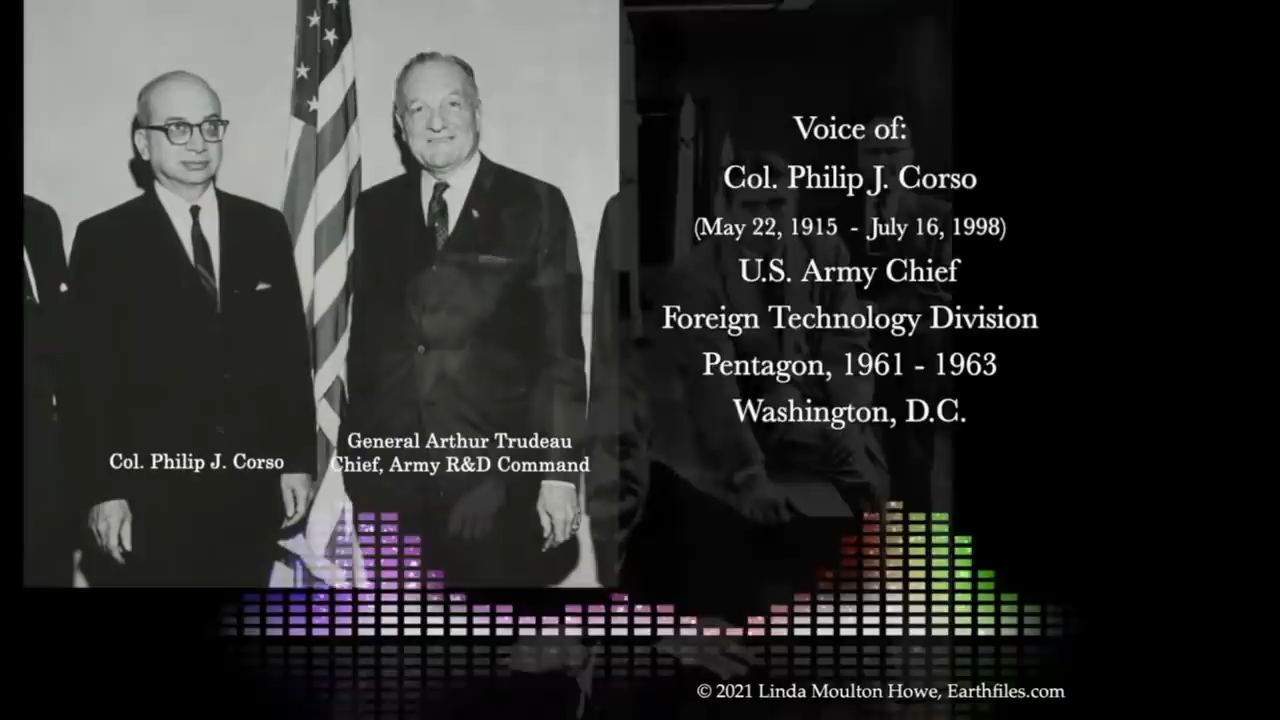 Voice of:
Col. Philip J. Corso
(May 22, 1915 - July 16, 1998)
U.S. Army Chief
Foreign Technology Division
Pentagon, 1961 - 1963
Washington, D.C.
General Arthur Trudeau
Chief, Army R&D Command
Col. Philip J. Corso
© 2021 Linda Moulton Howe, Earthfiles.com